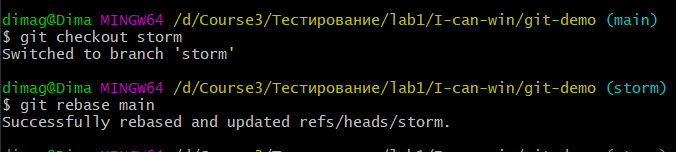 dimag@Dima MINGW64 /d/Course3/Тестирование/lab1/I-can-win/git-demo (main)
$ git checkout storm
Switched to branch 'storm'
dimag@Dima MINGW64 /d/Course3/Тестирование/lab1/I-can-win/git-demo (storm)
$ git rebase main
Successfully rebased and updated refs/heads/storm.